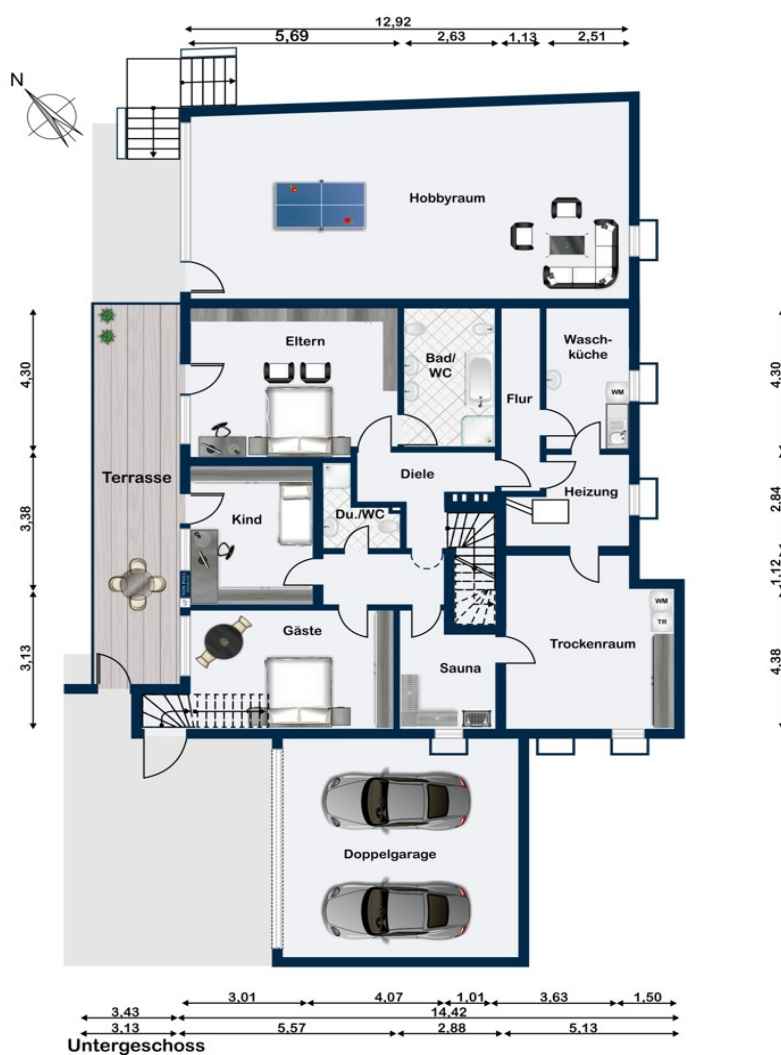 12,92
5,69 2,63 1,13 2,51
N
Hobbyraum
Eltern
Bad/
WC
Wasch-
küche
WM
Flur
4,30
4,30
Diele
Terrasse
Kind
Du./WC
Heizung
3,38
2,84
1,12
WM
TR
Gäste
Sauna
Trockenraum
3,13
4,38
Doppelgarage
3,01 4,07 1,01 3,63 1,50
3,43 14,42
3,13 5,57 2,88 5,13
Untergeschoss